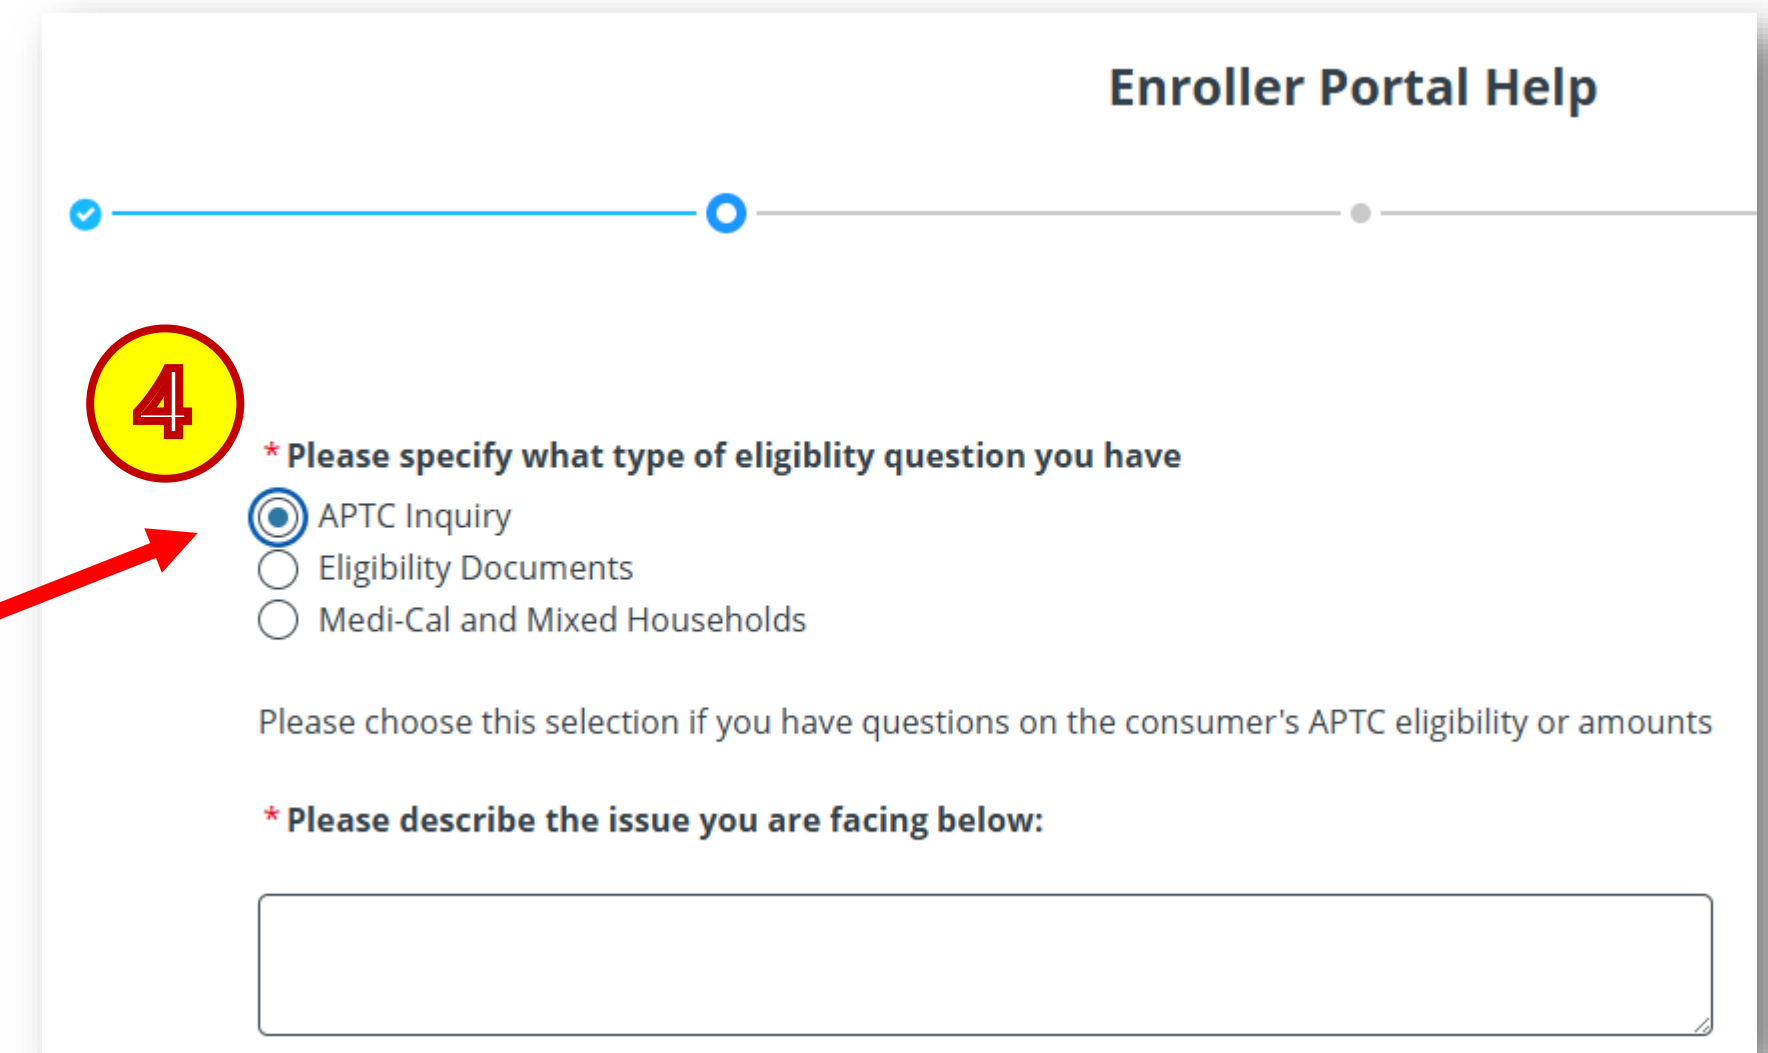 Enroller Portal Help
4
* Please specify what type of eligiblity question you have
APTC Inquiry
Eligibility Documents
Medi-Cal and Mixed Households
Please choose this selection if you have questions on the consumer's APTC eligibility or amounts
* Please describe the issue you are facing below: